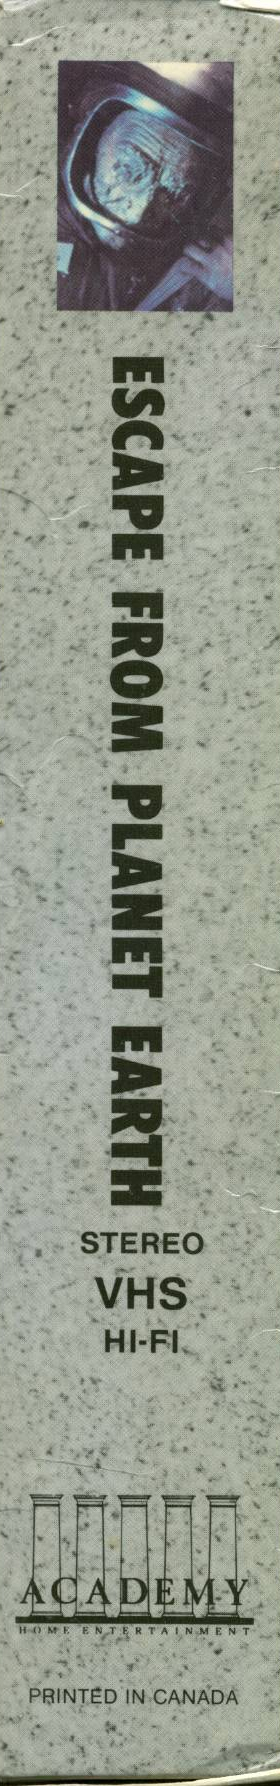 ESCAPE FROM PLANET EARTH
STEREO
VHS
HI-FI
ACADEMY
HOME ENTERTAINMENT
PRINTED IN CANADA